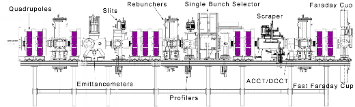 Quadrupoles
Slits
Rebunchers
Single Bunch Selector
Scraper
Faraday Cup
Emittancemeters
ACCT/DCCT
Fast Faraday Cup
Profilers